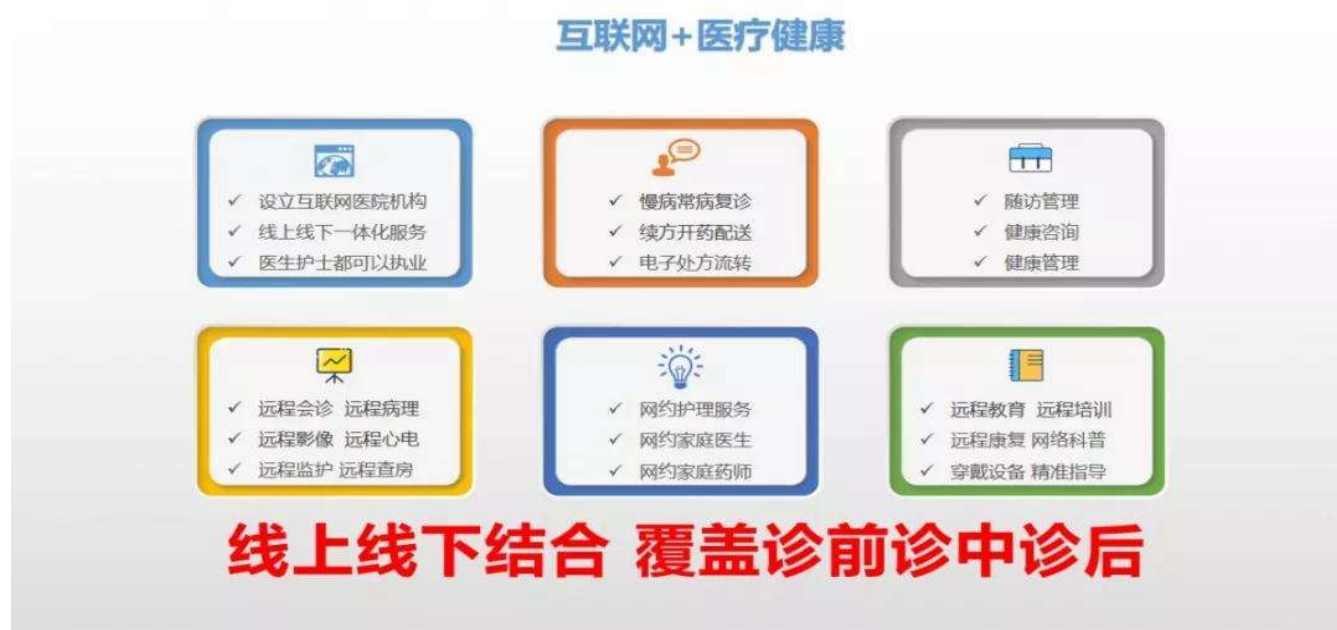 互联网+医疗健康
✓ 设立互联网医院机构
✓ 线上线下一体化服务
✓ 医生护士都可以执业
✓ 慢病常病复诊
✓ 续方开药配送
✓ 电子处方流转
✓ 随访管理
✓ 健康咨询
✓ 健康管理
✓ 远程会诊 远程病理
✓ 远程影像 远程心电
✓ 远程监护 远程查房
✓ 网约护理服务
✓ 网约家庭医生
✓ 网约家庭药师
✓ 远程教育 远程培训
✓ 远程康复 网络科普
✓ 穿戴设备 精准指导
线上线下结合 覆盖诊前诊中诊后